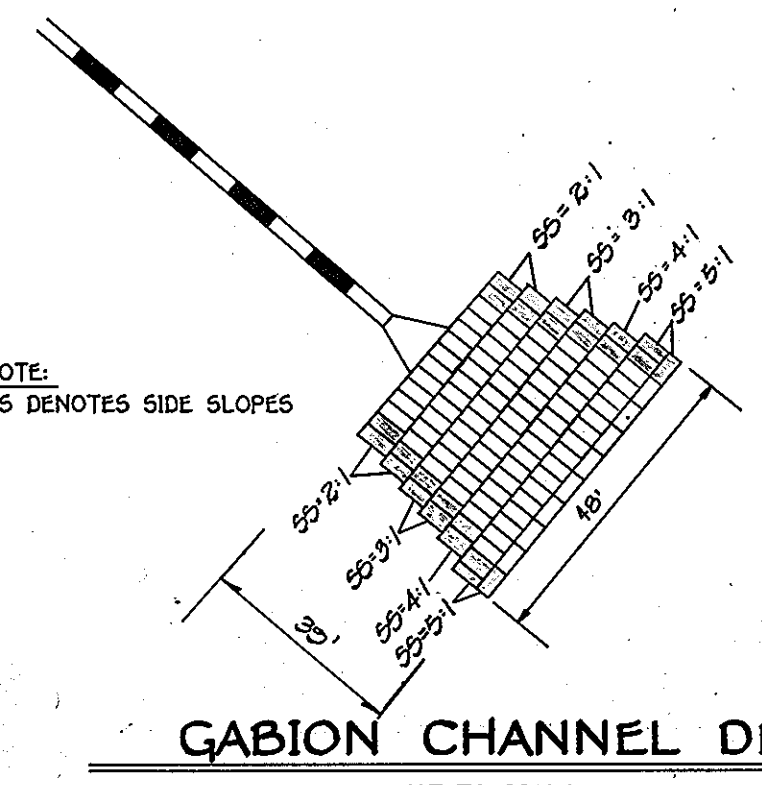 SS = 2:1
SS = 3:1
SS = 4:1
SS = 5:1
OTE:
S DENOTES SIDE SLOPES
SS=2:1
SS=3:1
SS=4:1
SS=5:1
48'
GABION CHANNEL